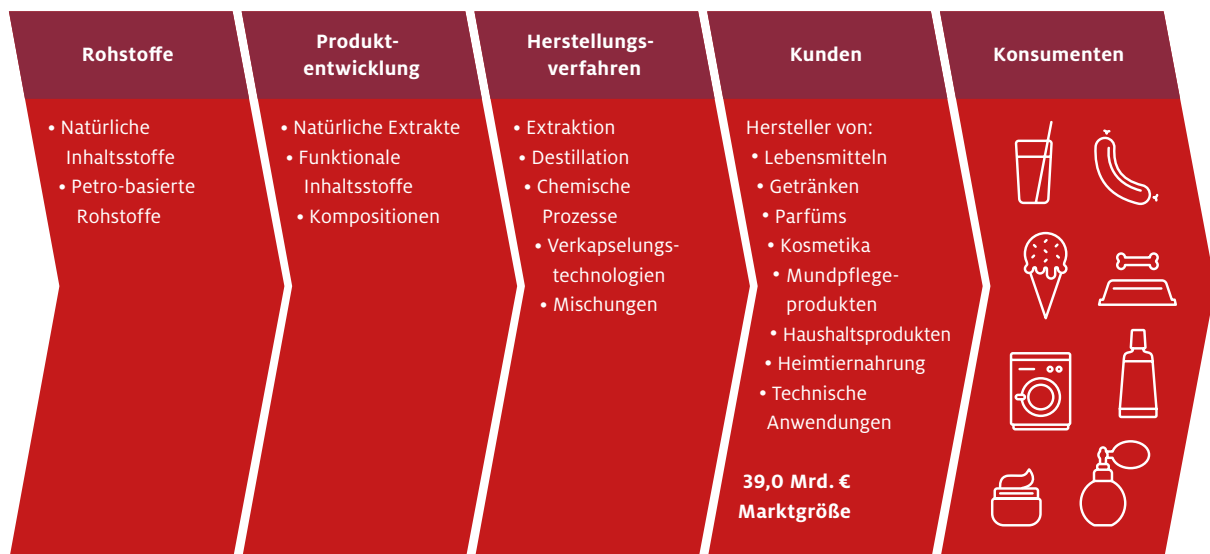 Rohstoffe
• Natürliche
Inhaltsstoffe
• Petro-basierte
Rohstoffe
Produkt-
entwicklung
• Natürliche Extrakte
• Funktionale
Inhaltsstoffe
• Kompositionen
Herstellungs-
verfahren
• Extraktion
• Destillation
• Chemische
Prozesse
• Verkapselungs-
technologien
• Mischungen
Kunden
Hersteller von:
• Lebensmitteln
• Getränken
• Parfüms
• Kosmetika
• Mundpflege-
produkten
• Haushaltsprodukten
• Heimtiernahrung
• Technische
Anwendungen
39,0 Mrd. €
Marktgröße
Konsumenten